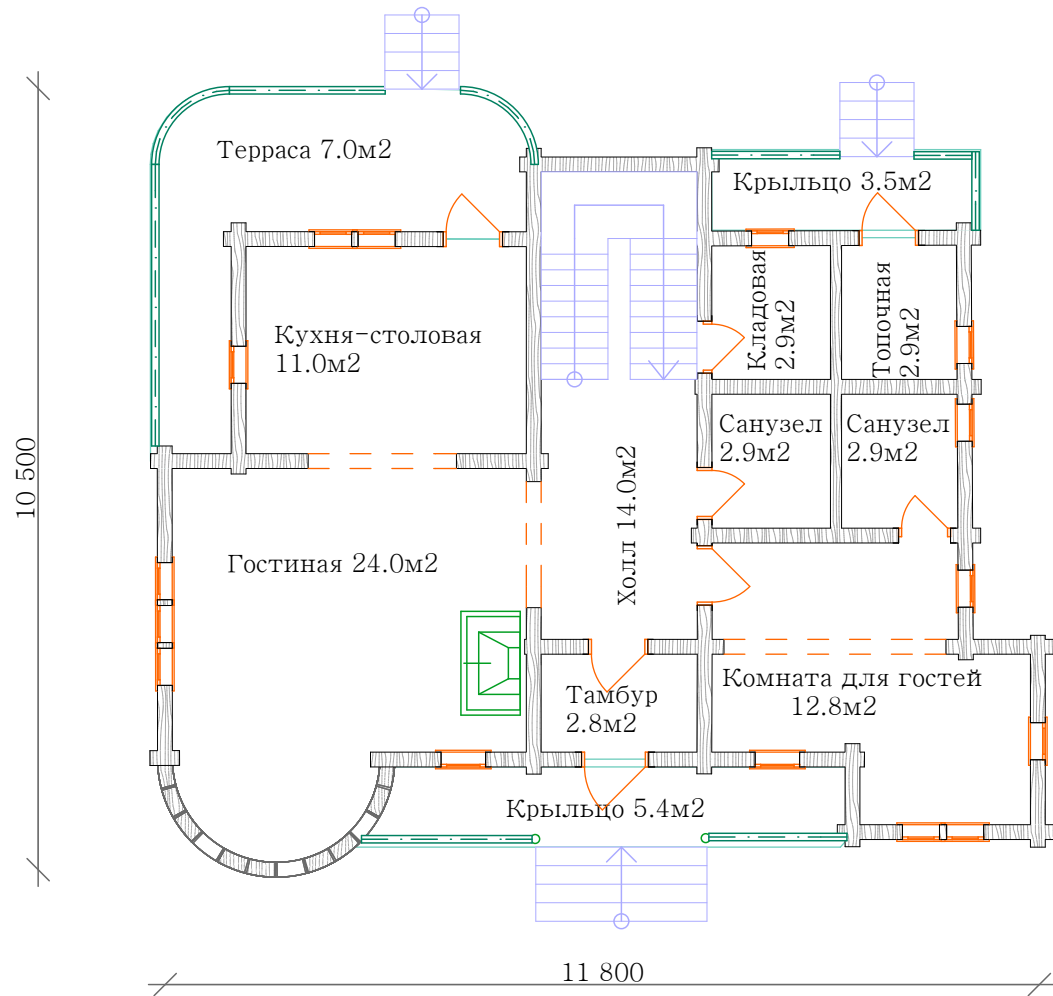 Терраса 7.0м2
Крыльцо 3.5м2
Кухня-столовая
11.0м2
Кладовая
2.9м2
Топочная
2.9м2
Санузел
2.9м2
Санузел
2.9м2
10 500
Холл 14.0м2
Гостиная 24.0м2
Тамбур
2.8м2
Комната для гостей
12.8м2
Крыльцо 5.4м2
11 800